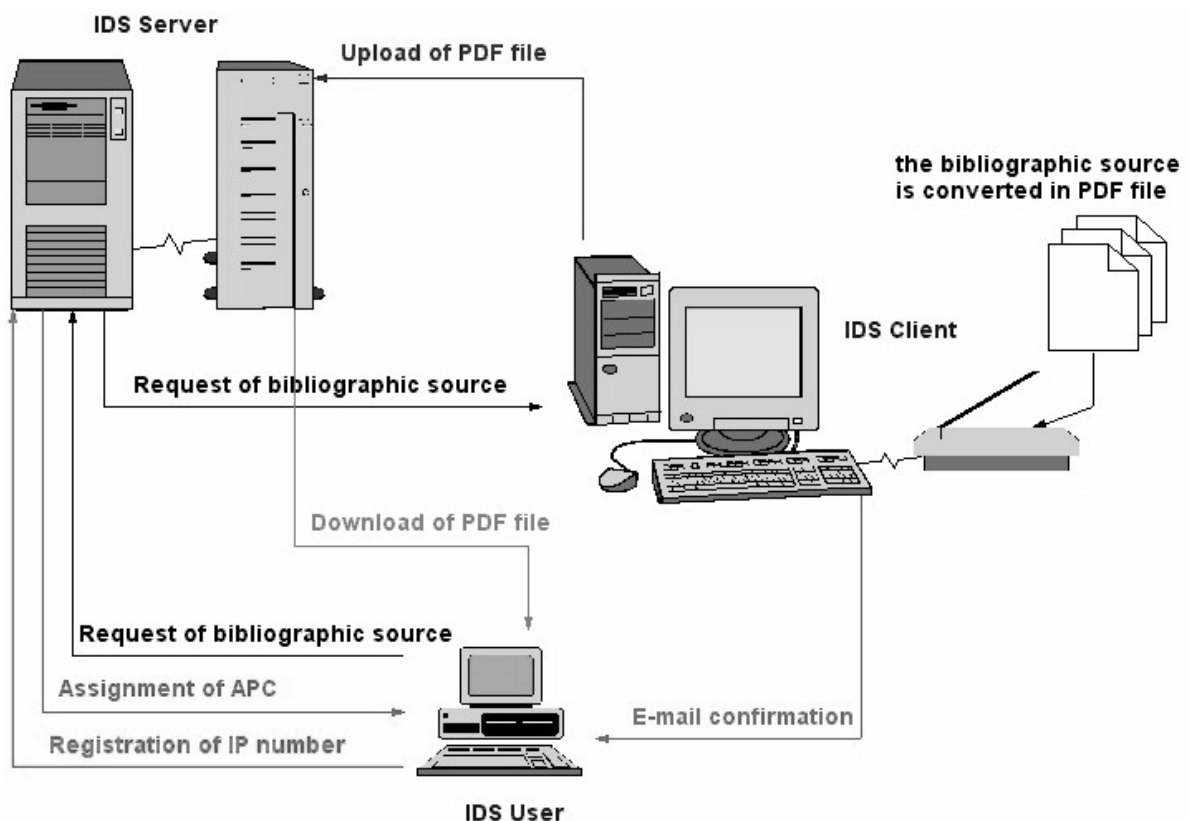 IDS Server
Upload of PDF file
the bibliographic source
is converted in PDF file
IDS Client
Request of bibliographic source
Download of PDF file
Request of bibliographic source
Assignment of APC
E-mail confirmation
Registration of IP number
IDS User